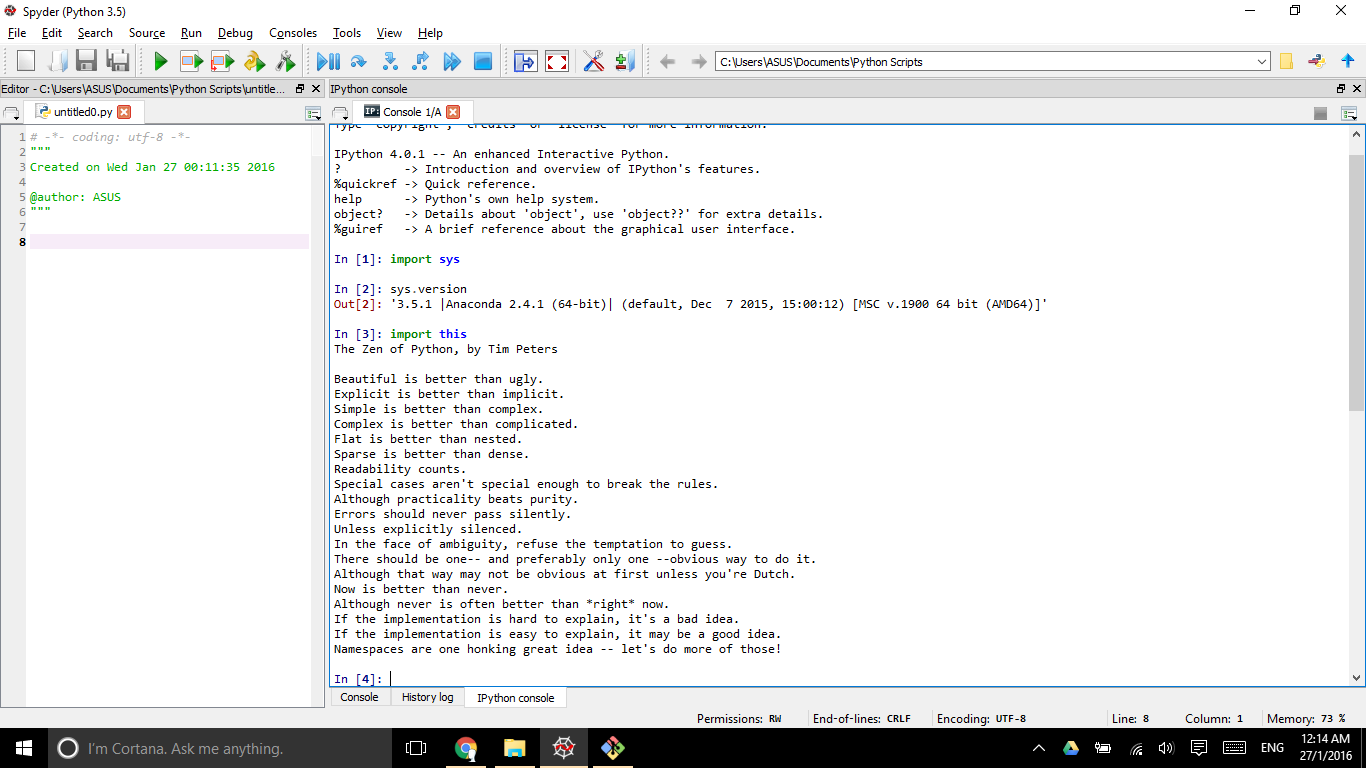 Spyder (Python 3.5)
File Edit Search Source Run Debug Consoles Tools View Help
C:\Users\ASUS\Documents\Python Scripts
Editor - C:\Users\ASUS\Documents\Python Scripts\untitle...
untitled0.py
1 # -*- coding: utf-8 -*-
2 """
3 Created on Wed Jan 27 00:11:35 2016
4
5 @author: ASUS
6 """
7
8
IPython console
IP: Console 1/A
Type "copyright", "credits" or "license" for more information.
IPython 4.0.1 -- An enhanced Interactive Python.
? -> Introduction and overview of IPython's features.
%quickref -> Quick reference.
help -> Python's own help system.
object? -> Details about 'object', use 'object??' for extra details.
%guiref -> A brief reference about the graphical user interface.
In [1]: import sys
In [2]: sys.version
Out[2]: '3.5.1 |Anaconda 2.4.1 (64-bit)| (default, Dec  7 2015, 15:00:12) [MSC v.1900 64 bit (AMD64)]'
In [3]: import this
The Zen of Python, by Tim Peters
Beautiful is better than ugly.
Explicit is better than implicit.
Simple is better than complex.
Complex is better than complicated.
Flat is better than nested.
Sparse is better than dense.
Readability counts.
Special cases aren't special enough to break the rules.
Although practicality beats purity.
Errors should never pass silently.
Unless explicitly silenced.
In the face of ambiguity, refuse the temptation to guess.
There should be one-- and preferably only one --obvious way to do it.
Although that way may not be obvious at first unless you're Dutch.
Now is better than never.
Although never is often better than *right* now.
If the implementation is hard to explain, it's a bad idea.
If the implementation is easy to explain, it may be a good idea.
Namespaces are one honking great idea -- let's do more of those!
In [4]:
Console History log IPython console
Permissions: RW End-of-lines: CRLF Encoding: UTF-8 Line: 8 Column: 1 Memory: 73 %
I'm Cortana. Ask me anything.
ENG
12:14 AM
27/1/2016